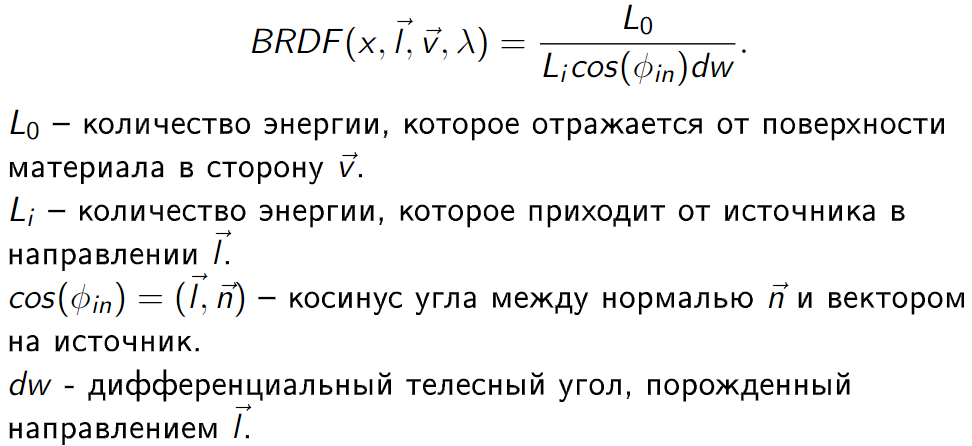 $BRDF(x, \vec{l}, \vec{v}, \lambda) = \frac{L_0}{L_i cos(\phi_{in})dw}.$
$L_0$ – количество энергии, которое отражается от поверхности
материала в сторону $\vec{v}$.
$L_i$ – количество энергии, которое приходит от источника в
направлении $\vec{l}$.
$cos(\phi_{in}) = (\vec{l}, \vec{n})$ – косинус угла между нормалью $\vec{n}$ и вектором
на источник.
$dw$ - дифференциальный телесный угол, порожденный
направлением $\vec{l}$.